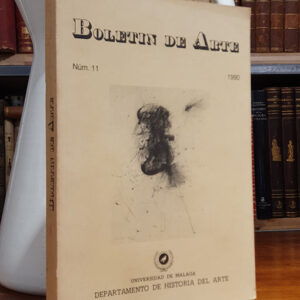 BOLETIN DE ARTE
Núm. 11
1990
UNIVERSIDAD DE MALAGA
DEPARTAMENTO DE HISTORIA DEL ARTE
BOLETIN DE ARTE